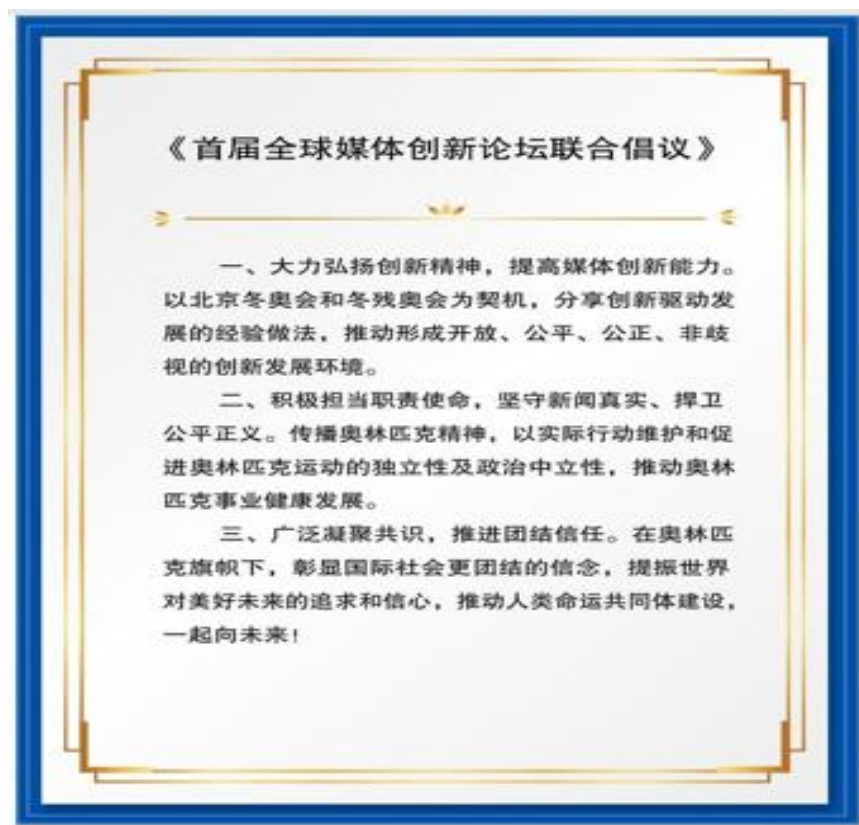 《首届全球媒体创新论坛联合倡议》
一、大力弘扬创新精神，提高媒体创新能力。
以北京冬奥会和冬残奥会为契机，分享创新驱动发
展的经验做法，推动形成开放、公平、公正、非歧
视的创新发展环境。
二、积极担当职责使命，坚守新闻真实、捍卫
公平正义。传播奥林匹克精神，以实际行动维护和促
进奥林匹克运动的独立性及政治中立性，推动奥林
匹克事业健康发展。
三、广泛凝聚共识，推进团结信任。在奥林匹
克旗帜下，彰显国际社会更团结的信念，提振世界
对美好未来的追求和信心，推动人类命运共同体建设，
一起向未来！